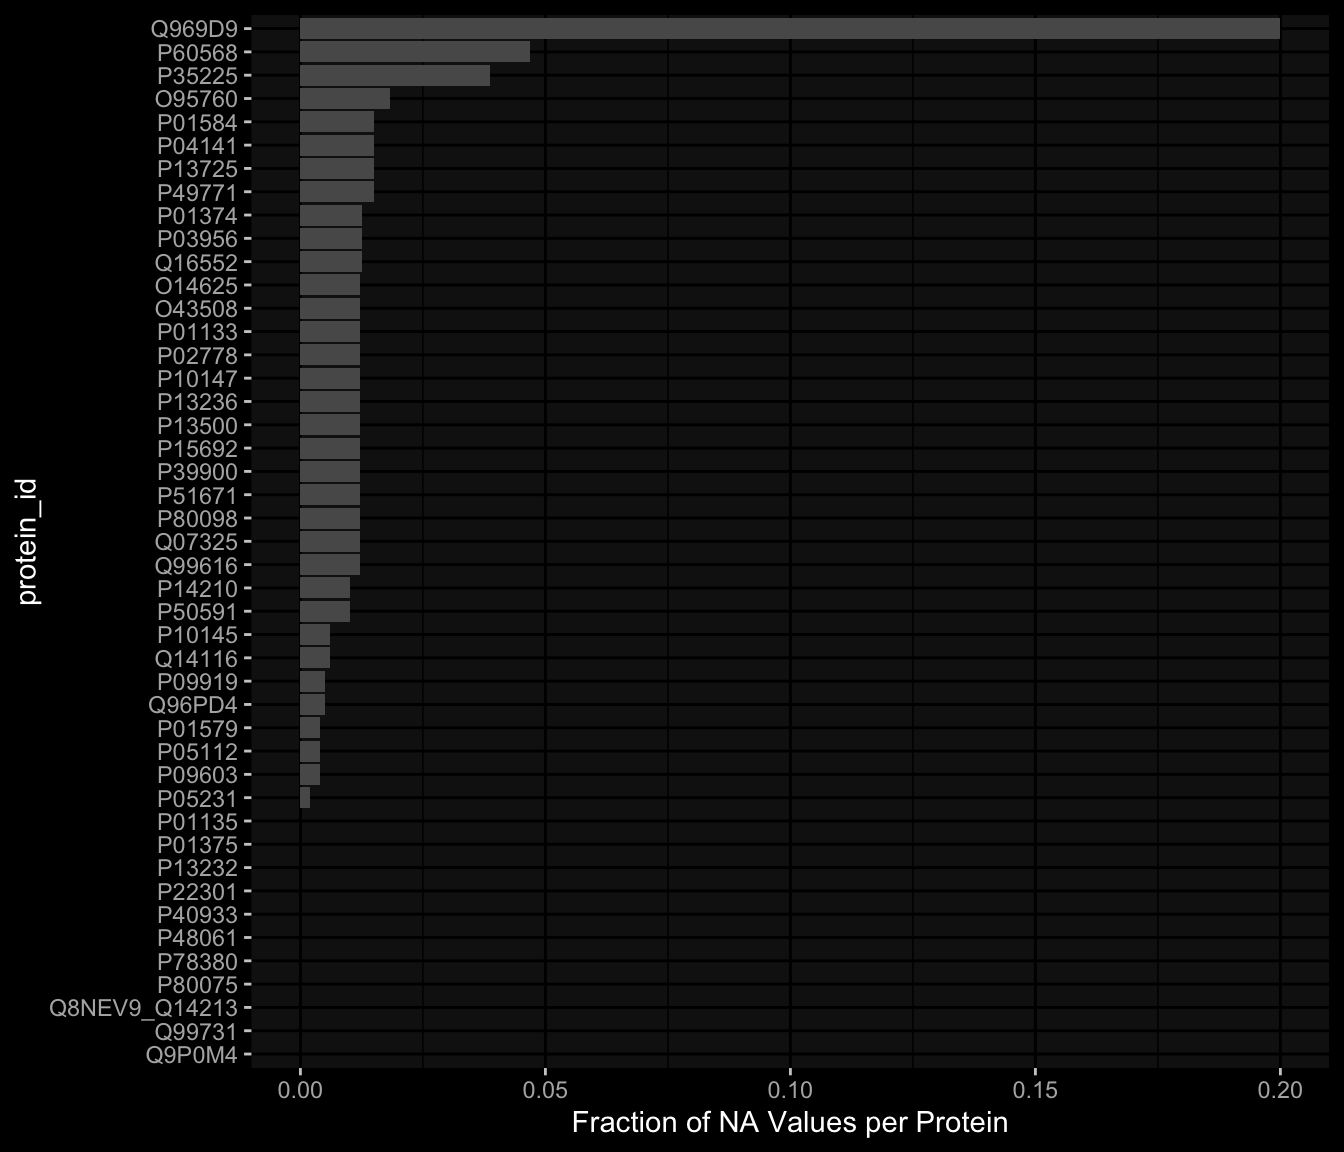 Q969D9
P60568
P35225
O95760
P01584
P04141
P13725
P49771
P01374
P03956
Q16552
O14625
O43508
P01133
P02778
P10147
P13236
P13500
P15692
P39900
P51671
P80098
Q07325
Q99616
P14210
P50591
P10145
Q14116
P09919
Q96PD4
P01579
P05112
P09603
P05231
P01135
P01375
P13232
P22301
P40933
P48061
P78380
P80075
Q8NEV9_Q14213
Q99731
Q9P0M4
protein_id
0.00 0.05 0.10 0.15 0.20
Fraction of NA Values per Protein